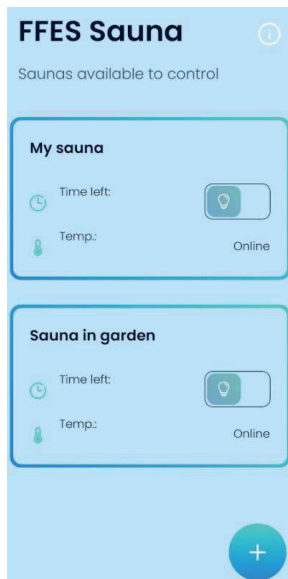 FFES Sauna
Saunas available to control
My sauna
Time left:
Temp.:
Online
Sauna in garden
Time left:
Temp.:
Online